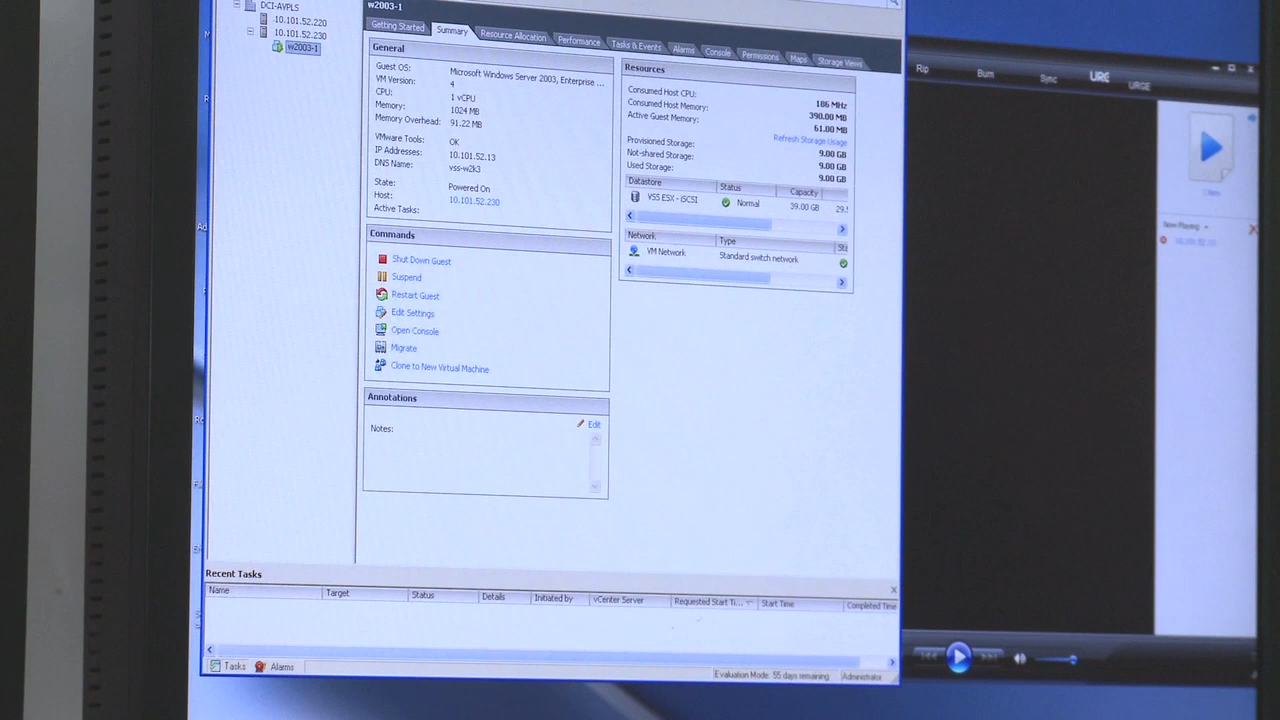 DCI-AVPLS
10.101.52.220
10.101.52.230
w2003-1
w2003-1
Getting Started
Summary
Resource Allocation
Performance
Tasks & Events
Alarms
Console
Permissions
Maps
Storage Views
General
Guest OS: Microsoft Windows Server 2003, Enterprise ...
VM Version: 4
CPU: 1 vCPU
Memory: 1024 MB
Memory Overhead: 91.22 MB
VMware Tools: OK
IP Addresses: 10.101.52.13
DNS Name: vss-w2k3
State: Powered On
Host: 10.101.52.230
Active Tasks:
Commands
Shut Down Guest
Suspend
Restart Guest
Edit Settings
Open Console
Migrate
Clone to New Virtual Machine
Annotations
Notes:
Edit
Resources
Consumed Host CPU: 186 MHz
Consumed Host Memory: 390.00 MB
Active Guest Memory: 61.00 MB
Refresh Storage Usage
Provisioned Storage: 9.00 GB
Not-shared Storage: 9.00 GB
Used Storage: 9.00 GB
Datastore Status Capacity
VSS ESX - iSCSI Normal 39.00 GB 29.
Network Type
VM Network Standard switch network
Recent Tasks
Name Target Status Details Initiated by vCenter Server Requested Start Ti... Start Time Completed Time
Tasks Alarms
Evaluation Mode: 55 days remaining Administrator
Rip Burn Sync URGE
URGE
Now Playing